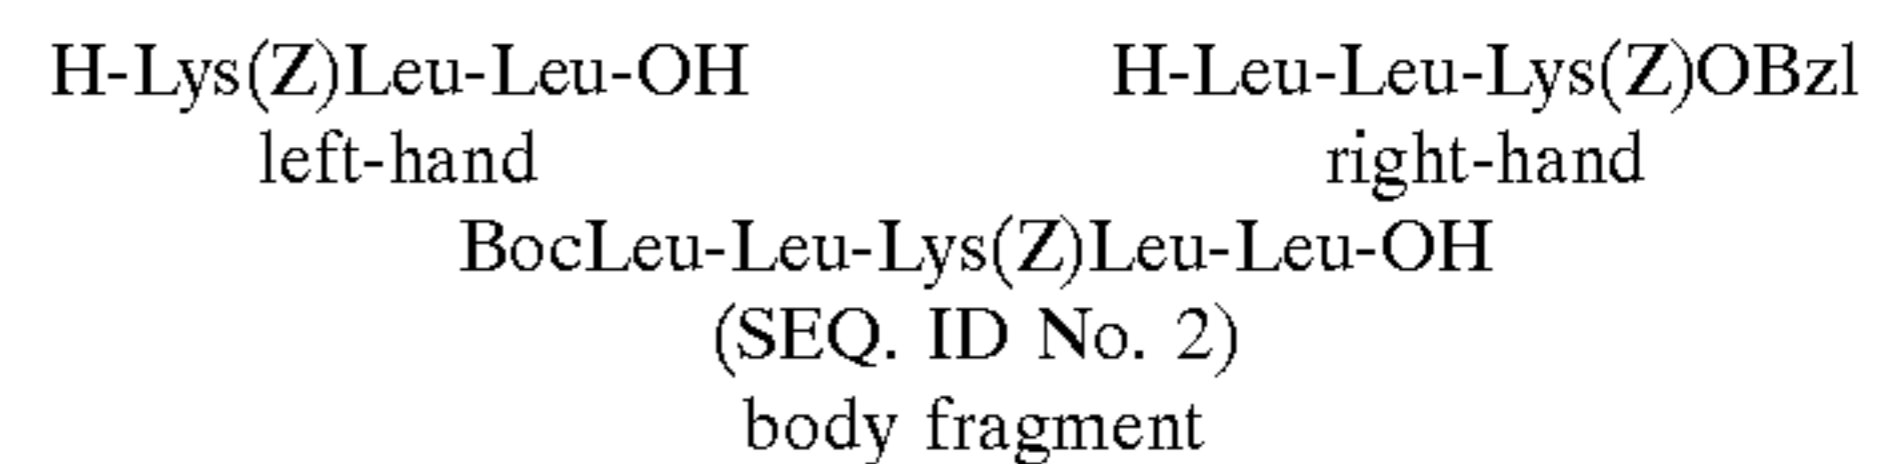 H-Lys(Z)Leu-Leu-OH H-Leu-Leu-Lys(Z)OBzl
left-hand right-hand
BocLeu-Leu-Lys(Z)Leu-Leu-OH
(SEQ. ID No. 2)
body fragment